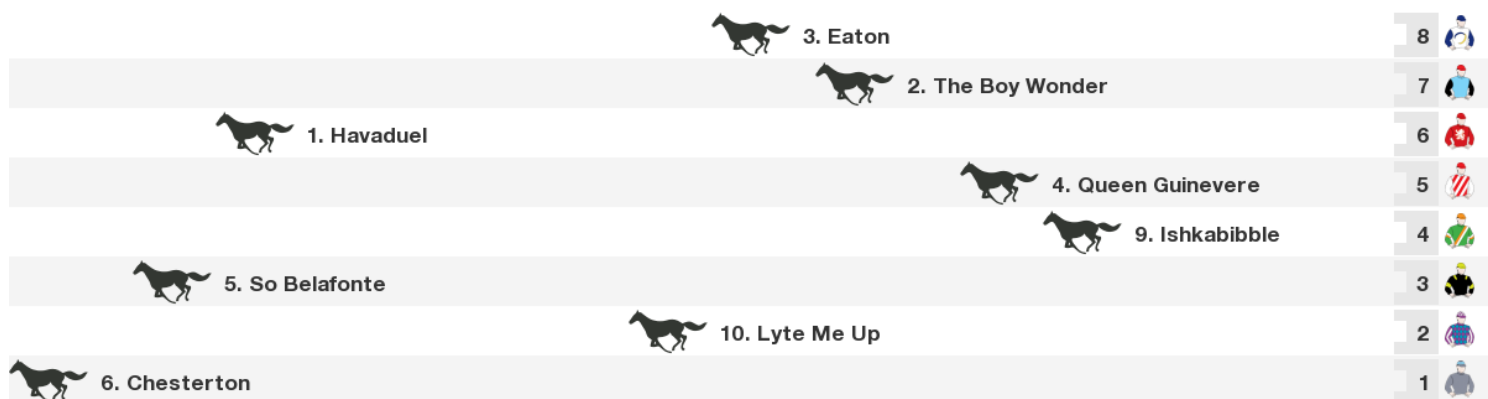 3. Eaton 8
2. The Boy Wonder 7
1. Havaduel 6
4. Queen Guinevere 5
9. Ishkabibble 4
5. So Belafonte 3
10. Lyte Me Up 2
6. Chesterton 1